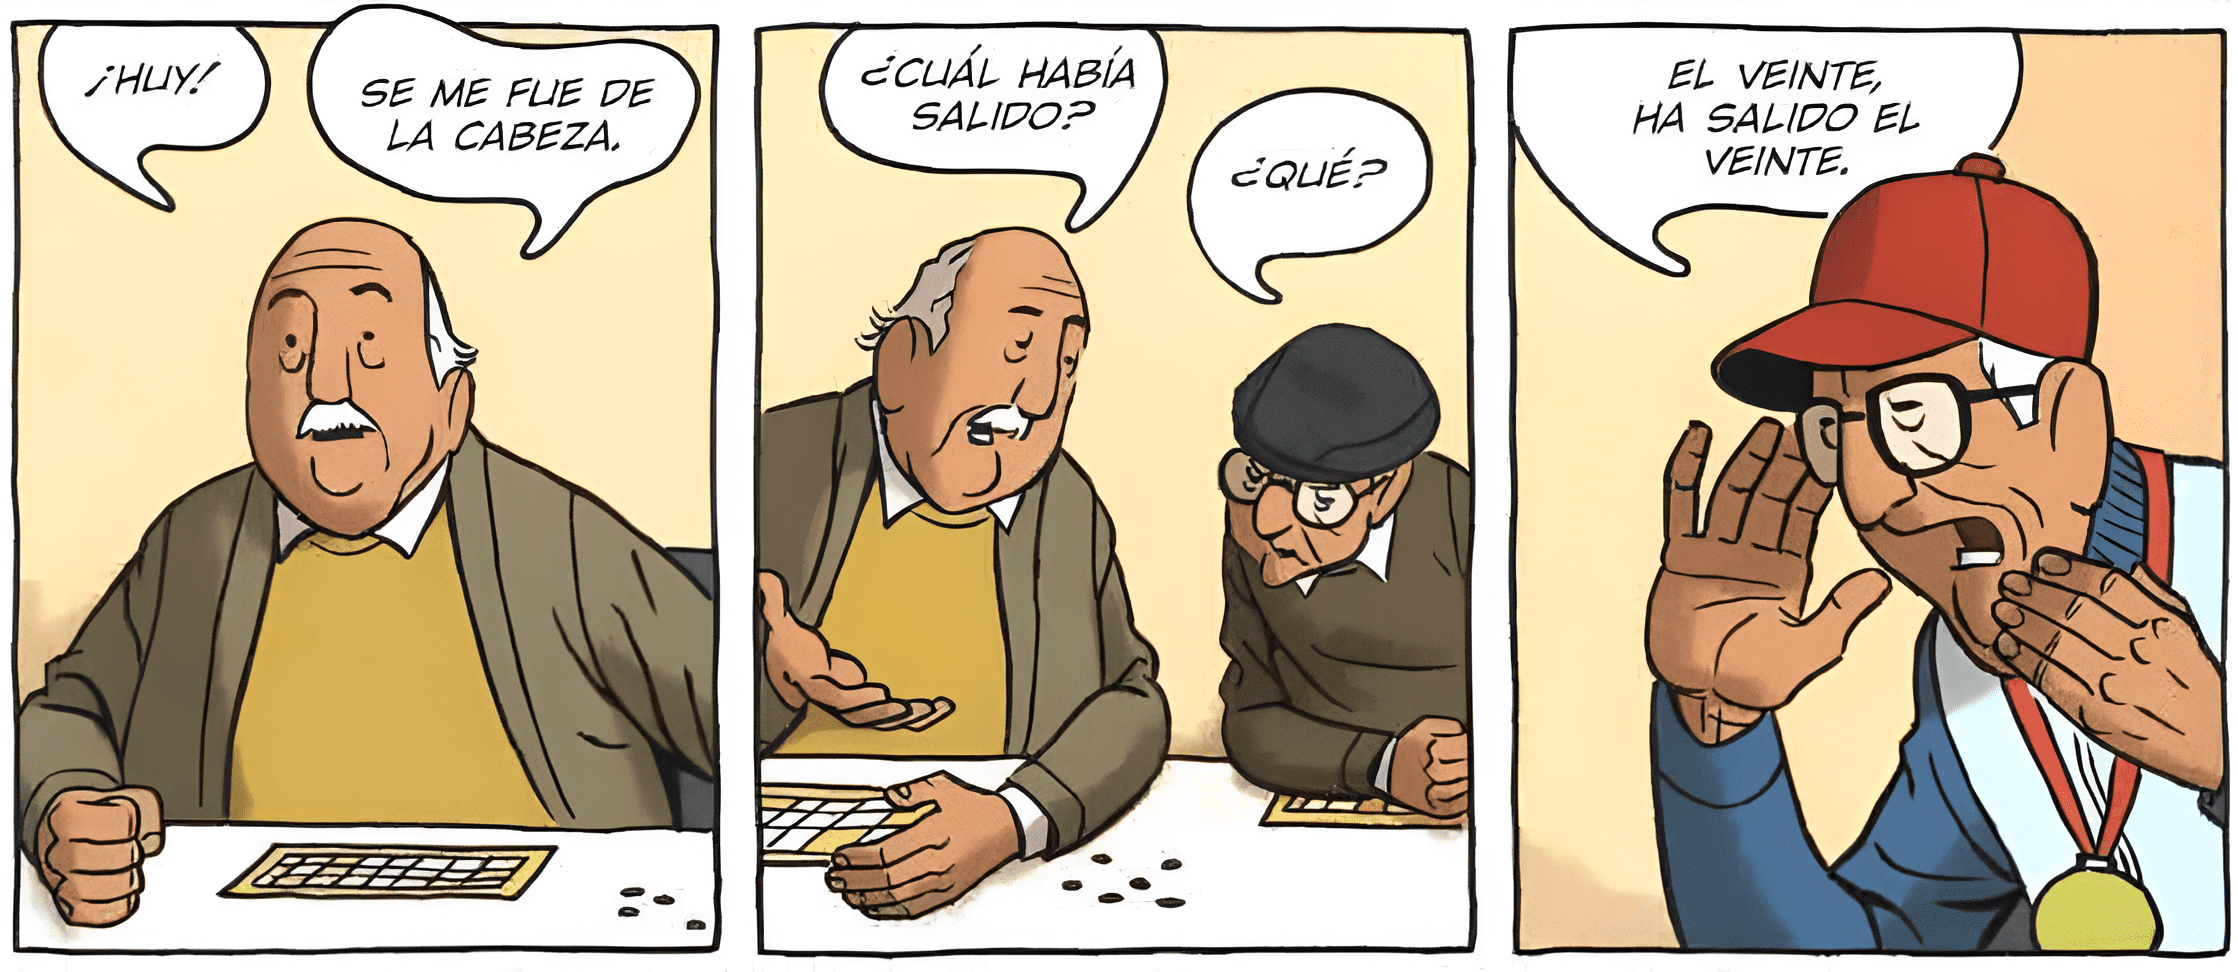 ¡HUY!
SE ME FUE DE
LA CABEZA.
¿CUÁL HABÍA
SALIDO?
¿QUÉ?
EL VEINTE,
HA SALIDO EL
VEINTE.